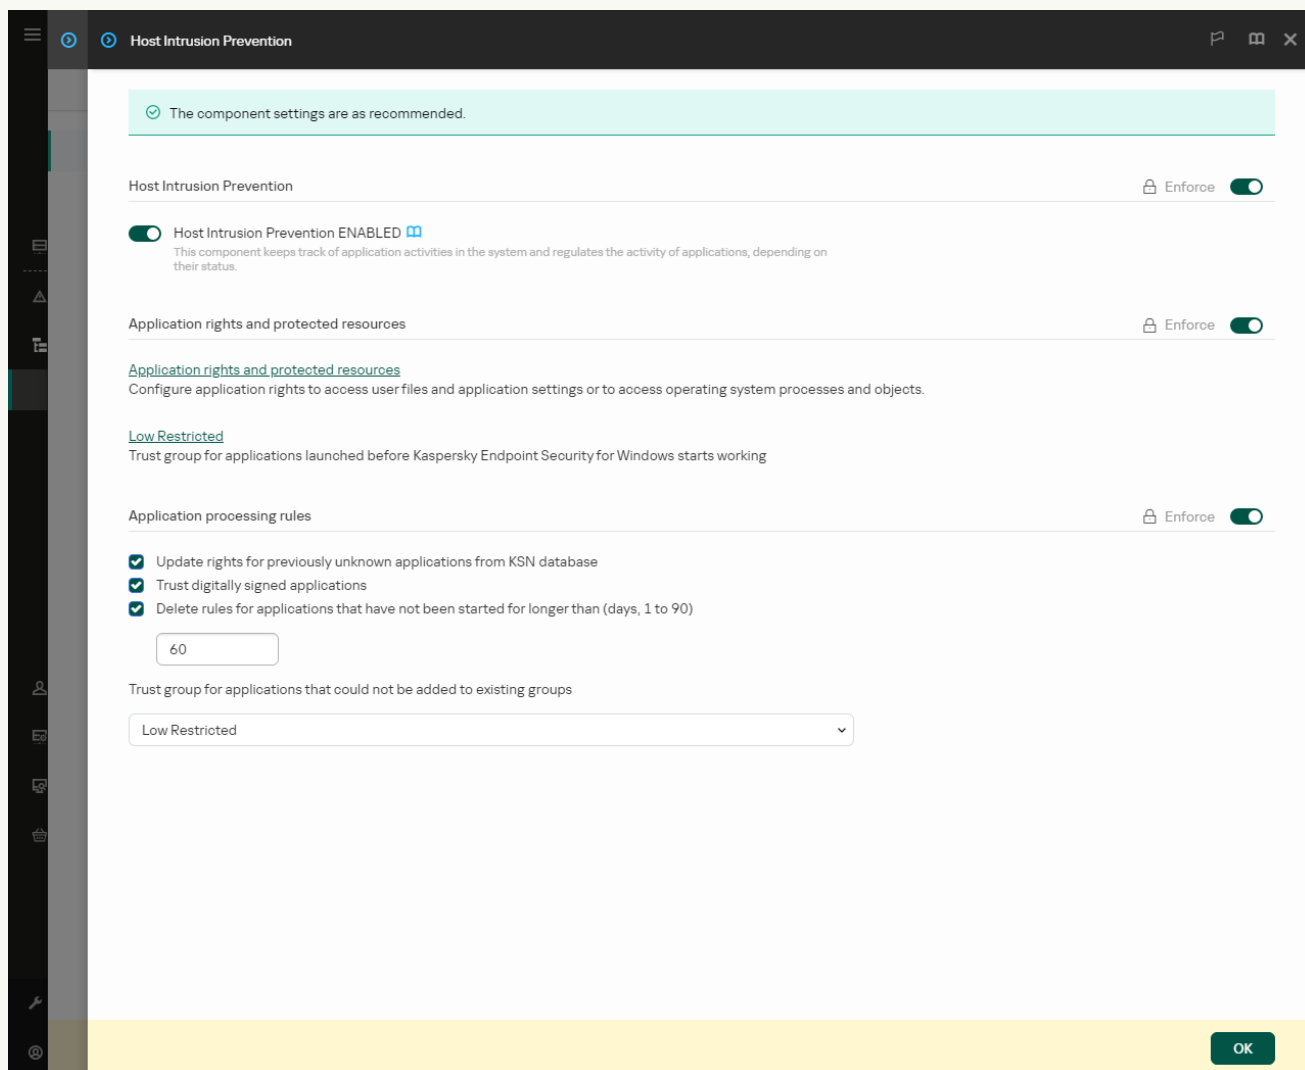 Host Intrusion Prevention
The component settings are as recommended.
Host Intrusion Prevention
Enforce
Host Intrusion Prevention ENABLED
This component keeps track of application activities in the system and regulates the activity of applications, depending on
their status.
Application rights and protected resources
Enforce
Application rights and protected resources
Configure application rights to access user files and application settings or to access operating system processes and objects.
Low Restricted
Trust group for applications launched before Kaspersky Endpoint Security for Windows starts working
Application processing rules
Enforce
Update rights for previously unknown applications from KSN database
Trust digitally signed applications
Delete rules for applications that have not been started for longer than (days, 1 to 90)
60
Trust group for applications that could not be added to existing groups
Low Restricted
OK